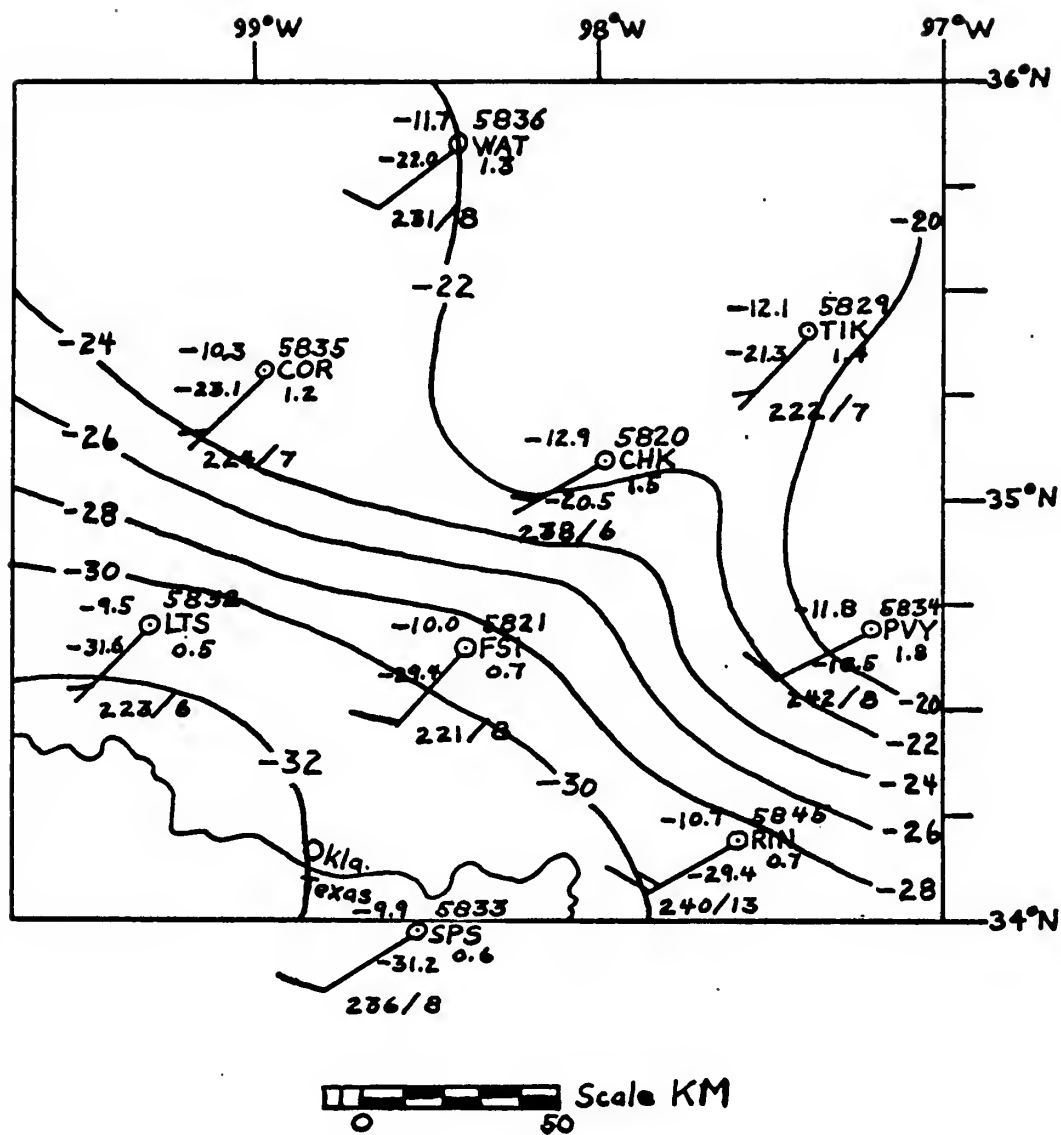 99°W
98°W
97°W
36°N
-11.7 5836
-22.0 WAT
1.3
231/8
-20
-22
-12.1 5829
-21.3 TIK
1.4
222/7
-24
-10.3 5835
-23.1 COR
1.2
224/7
-26
-12.9 5820
CHK
-20.5 1.5
238/6
35°N
-28
-30
-9.5 5832
LTS
-31.6 0.5
223/6
-10.0 5821
FSI
-29.4 0.7
221/8
-11.8 5834
PVY
1.8
242/8
-20
-22
-24
-26
-28
-32
-30
-10.7 5845
RIN
-29.4 0.7
240/13
34°N
Kla.
Texas
-9.9 5833
SPS
-31.2 0.6
236/8
0 50 Scale KM